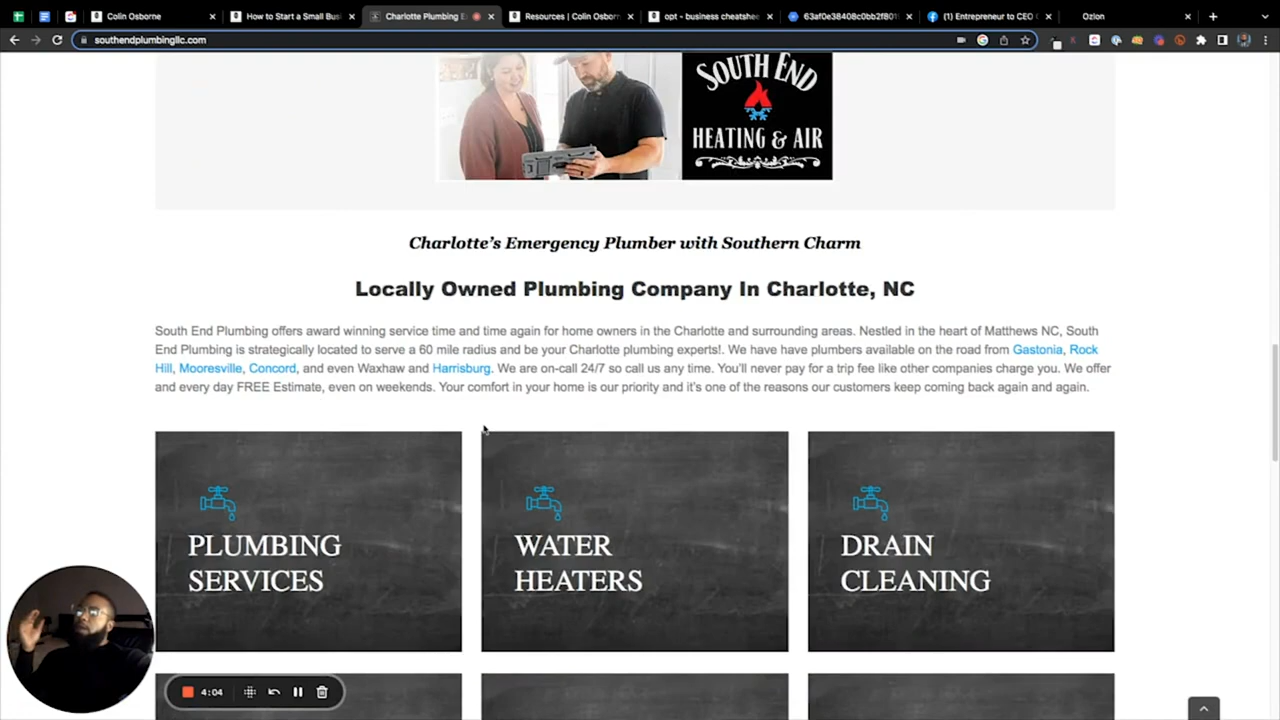 Colin Osborne
How to Start a Small Busi
Charlotte Plumbing E
Resources | Colin Osborn
opt - business cheatshee
63af0e38408c0bb2f801
(1) Entrepreneur to CEO
Ozlon
southendplumbingllc.com
SOUTH END
HEATING & AIR
Charlotte's Emergency Plumber with Southern Charm
Locally Owned Plumbing Company In Charlotte, NC
South End Plumbing offers award winning service time and time again for home owners in the Charlotte and surrounding areas. Nestled in the heart of Matthews NC, South
End Plumbing is strategically located to serve a 60 mile radius and be your Charlotte plumbing experts!. We have have plumbers available on the road from Gastonia, Rock
Hill, Mooresville, Concord, and even Waxhaw and Harrisburg. We are on-call 24/7 so call us any time. You'll never pay for a trip fee like other companies charge you. We offer
and every day FREE Estimate, even on weekends. Your comfort in your home is our priority and it's one of the reasons our customers keep coming back again and again.
PLUMBING
SERVICES
WATER
HEATERS
DRAIN
CLEANING
4:04